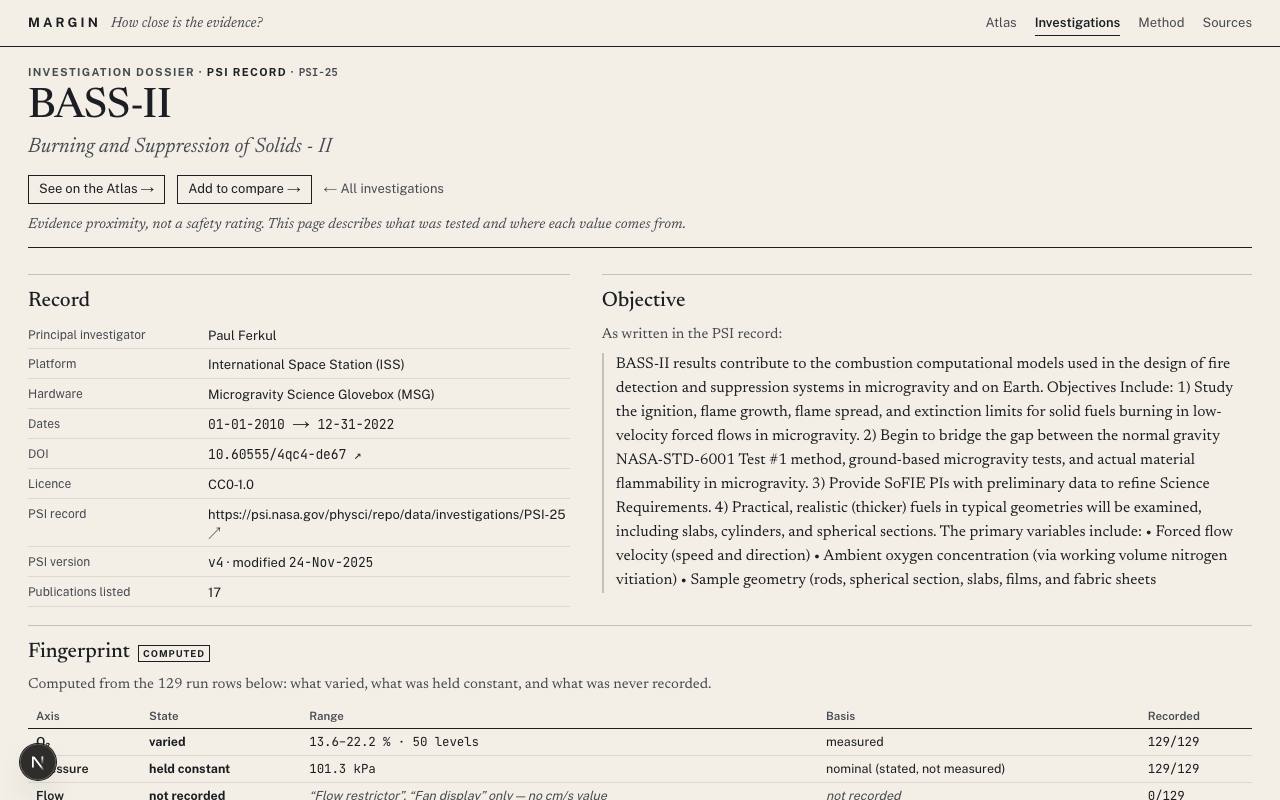 MARGIN How close is the evidence?
Atlas Investigations Method Sources
INVESTIGATION DOSSIER · PSI RECORD · PSI-25
BASS-II
Burning and Suppression of Solids - II
See on the Atlas → Add to compare → ← All investigations
Evidence proximity, not a safety rating. This page describes what was tested and where each value comes from.
Record
Principal investigator Paul Ferkul
Platform International Space Station (ISS)
Hardware Microgravity Science Glovebox (MSG)
Dates 01-01-2010 → 12-31-2022
DOI 10.60555/4qc4-de67 ↗
Licence CC0-1.0
PSI record https://psi.nasa.gov/physci/repo/data/investigations/PSI-25
↗
PSI version v4 · modified 24-Nov-2025
Publications listed 17
Objective
As written in the PSI record:
BASS-II results contribute to the combustion computational models used in the design of fire
detection and suppression systems in microgravity and on Earth. Objectives Include: 1) Study
the ignition, flame growth, flame spread, and extinction limits for solid fuels burning in low-
velocity forced flows in microgravity. 2) Begin to bridge the gap between the normal gravity
NASA-STD-6001 Test #1 method, ground-based microgravity tests, and actual material
flammability in microgravity. 3) Provide SoFIE PIs with preliminary data to refine Science
Requirements. 4) Practical, realistic (thicker) fuels in typical geometries will be examined,
including slabs, cylinders, and spherical sections. The primary variables include: • Forced flow
velocity (speed and direction) • Ambient oxygen concentration (via working volume nitrogen
vitiation) • Sample geometry (rods, spherical section, slabs, films, and fabric sheets
Fingerprint COMPUTED
Computed from the 129 run rows below: what varied, what was held constant, and what was never recorded.
Axis State Range Basis Recorded
varied 13.6–22.2 % · 50 levels measured 129/129
held constant 101.3 kPa nominal (stated, not measured) 129/129
Flow not recorded “Flow restrictor”, “Fan display” only — no cm/s value not recorded 0/129
N